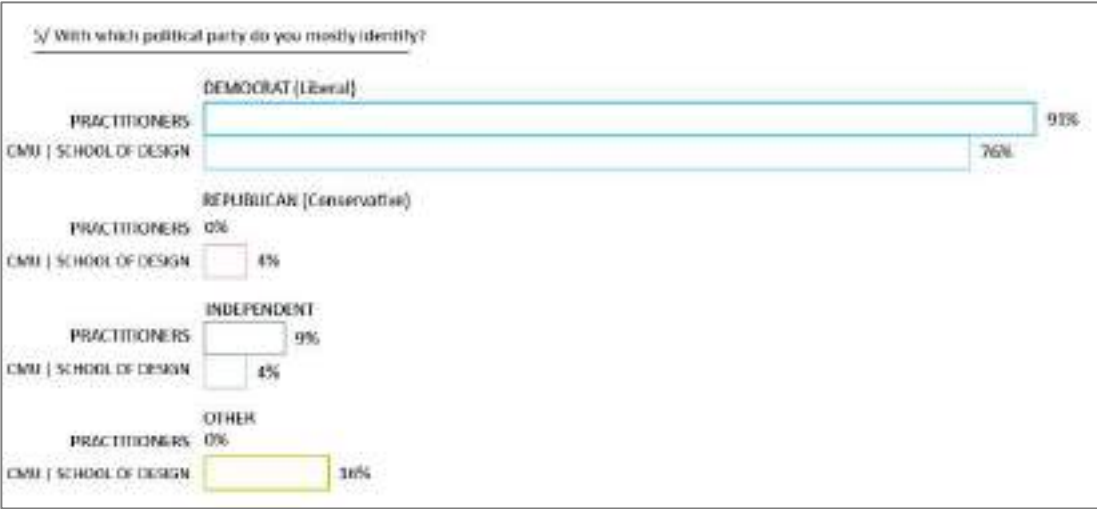 5/ With which political party do you mostly identify?
DEMOCRAT (Liberal)
PRACTITIONERS 91%
CMU | SCHOOL OF DESIGN 76%
REPUBLICAN (Conservative)
PRACTITIONERS 0%
CMU | SCHOOL OF DESIGN 4%
INDEPENDENT
PRACTITIONERS 9%
CMU | SCHOOL OF DESIGN 4%
OTHER
PRACTITIONERS 0%
CMU | SCHOOL OF DESIGN 16%